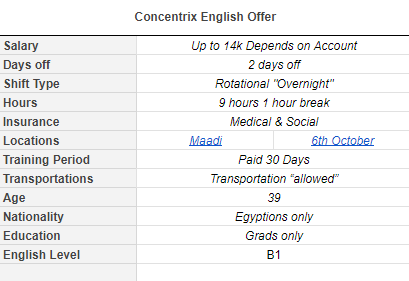 Concentrix English Offer
Salary Up to 14k Depends on Account
Days off 2 days off
Shift Type Rotational "Overnight"
Hours 9 hours 1 hour break
Insurance Medical & Social
Locations Maadi 6th October
Training Period Paid 30 Days
Transportations Transportation “allowed”
Age 39
Nationality Egyptions only
Education Grads only
English Level B1